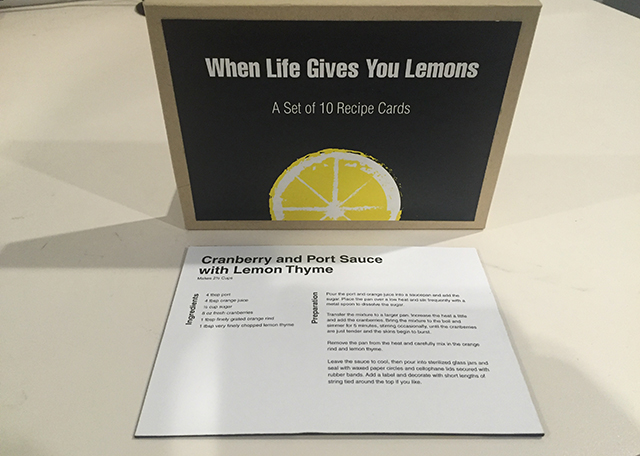 When Life Gives You Lemons
A Set of 10 Recipe Cards
Cranberry and Port Sauce
with Lemon Thyme
Makes 2½ Cups
Ingredients
4 tbsp port
4 tbsp orange juice
½ cup sugar
8 oz fresh cranberries
1 tbsp finely grated orange rind
1 tbsp very finely chopped lemon thyme
Preparation
Pour the port and orange juice into a saucepan and add the
sugar. Place the pan over a low heat and stir frequently with a
metal spoon to dissolve the sugar.
Transfer the mixture to a larger pan. Increase the heat a little
and add the cranberries. Bring the mixture to the boil and
simmer for 5 minutes, stirring occasionally, until the cranberries
are just tender and the skins begin to burst.
Remove the pan from the heat and carefully mix in the orange
rind and lemon thyme.
Leave the sauce to cool, then pour into sterilized glass jars and
seal with waxed paper circles and cellophane lids secured with
rubber bands. Add a label and decorate with short lengths of
string tied around the top if you like.